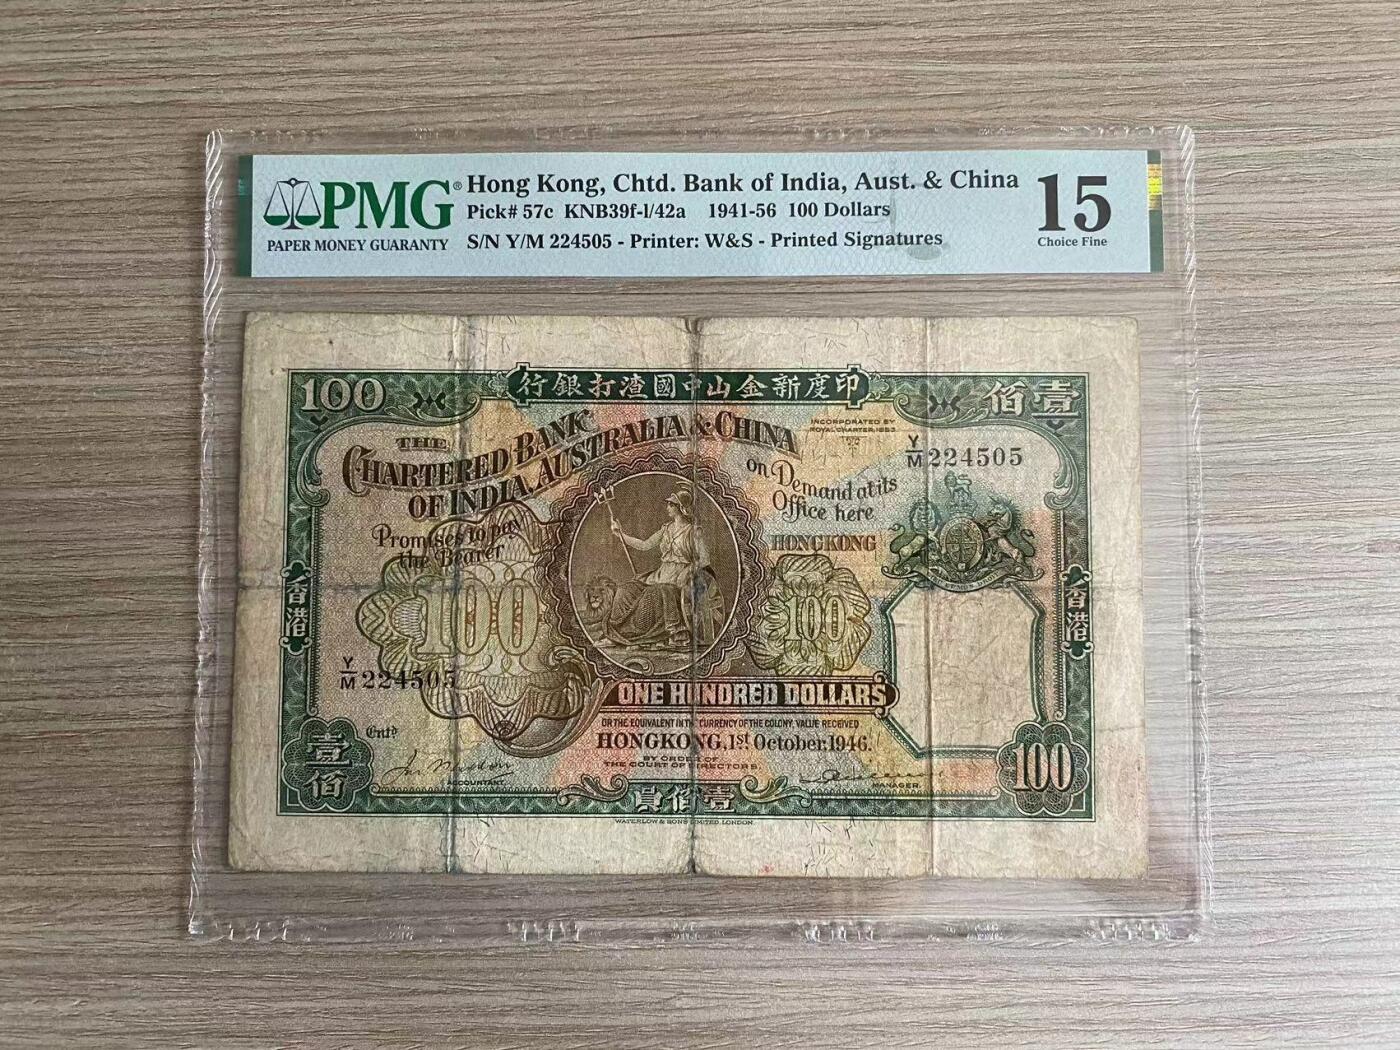 PMG®
PAPER MONEY GUARANTY
Hong Kong, Chtd. Bank of India, Aust. & China
Pick# 57c KNB39f-l/42a 1941-56 100 Dollars
S/N Y/M 224505 - Printer: W&S - Printed Signatures
15
Choice Fine
行銀打渣國中山金新度印
100
佰壹
THE
CHARTERED BANK
OF INDIA, AUSTRALIA & CHINA
INCORPORATED BY
ROYAL CHARTER, 1853
Y/M 224505
Promises to pay
the Bearer
on Demand at its
Office here
HONGKONG
100
100
香港
香港
Y/M 224505
ONE HUNDRED DOLLARS
OR THE EQUIVALENT IN THE CURRENCY OF THE COLONY, VALUE RECEIVED
HONGKONG, 1st October, 1946.
BY ORDER OF
THE COURT OF DIRECTORS.
Entd
ACCOUNTANT.
MANAGER.
壹佰
100
員佰壹
WATERLOW & SONS LIMITED. LONDON.